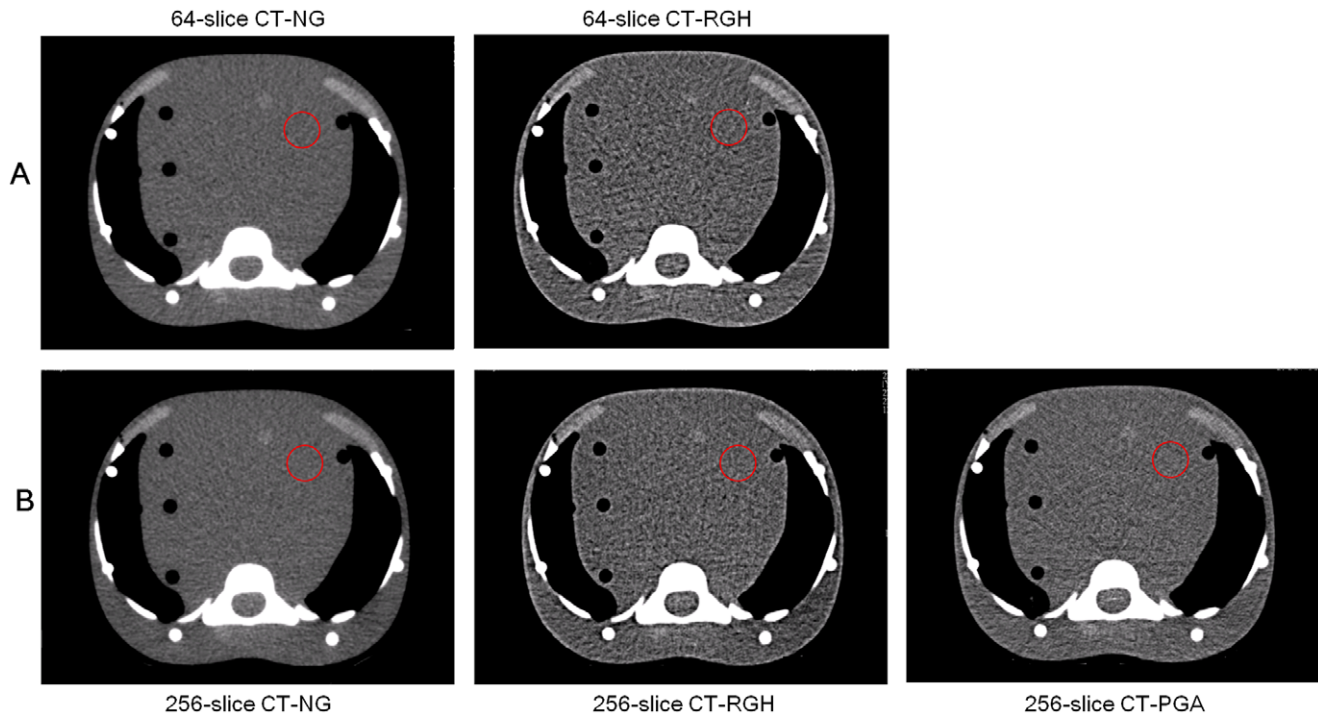 64-slice CT-NG
64-slice CT-RGH
A
B
256-slice CT-NG
256-slice CT-RGH
256-slice CT-PGA